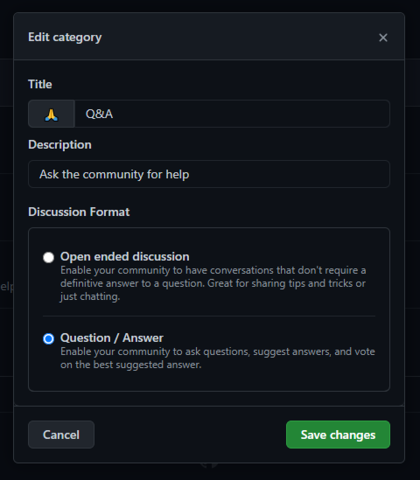 Edit category
Title
Q&A
Description
Ask the community for help
Discussion Format
Open ended discussion
Enable your community to have conversations that don't require a
definitive answer to a question. Great for sharing tips and tricks or
just chatting.
Question / Answer
Enable your community to ask questions, suggest answers, and vote
on the best suggested answer.
Cancel
Save changes